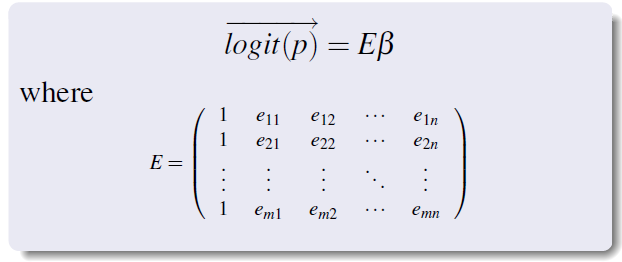 logit(p)⃗ = Eβ
where
E = ( 1 e₁₁ e₁₂ ⋯ e₁ₙ
1 e₂₁ e₂₂ ⋯ e₂ₙ
⋮ ⋮ ⋮ ⋱ ⋮
1 eₘ₁ eₘ₂ ⋯ eₘₙ )